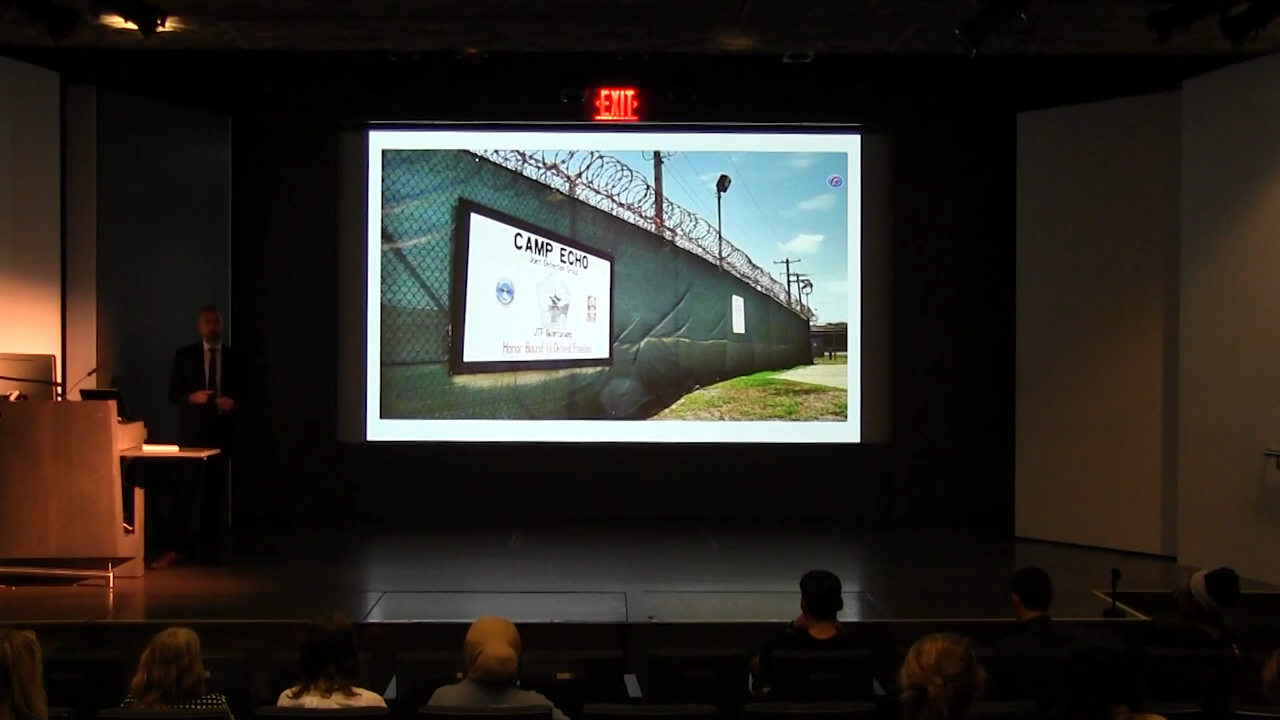 EXIT
CAMP ECHO
Joint Detention Group
JTF Guantanamo
Honor Bound to Defend Freedom